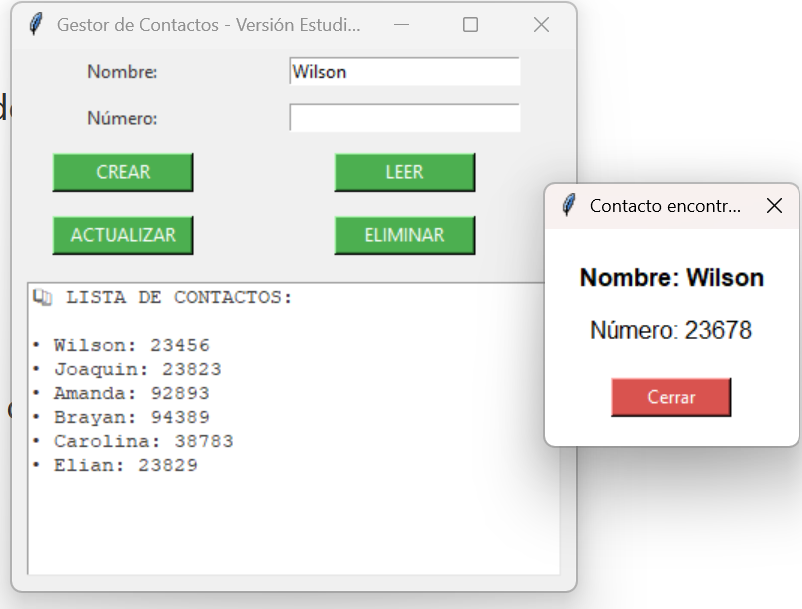 Gestor de Contactos - Versión Estudi...
Nombre:
Wilson
Número:
CREAR
LEER
ACTUALIZAR
ELIMINAR
LISTA DE CONTACTOS:
• Wilson: 23456
• Joaquin: 23823
• Amanda: 92893
• Brayan: 94389
• Carolina: 38783
• Elian: 23829
Contacto encontr...
Nombre: Wilson
Número: 23678
Cerrar